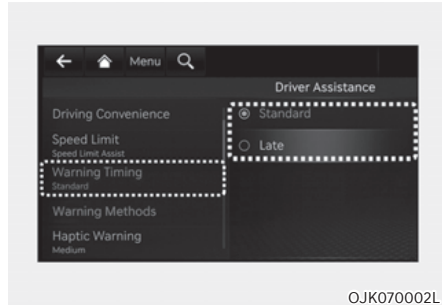 Menu
Driver Assistance
Driving Convenience
Speed Limit
Speed Limit Assist
Warning Timing
Standard
Warning Methods
Haptic Warning
Medium
Standard
Late
OJK070002L